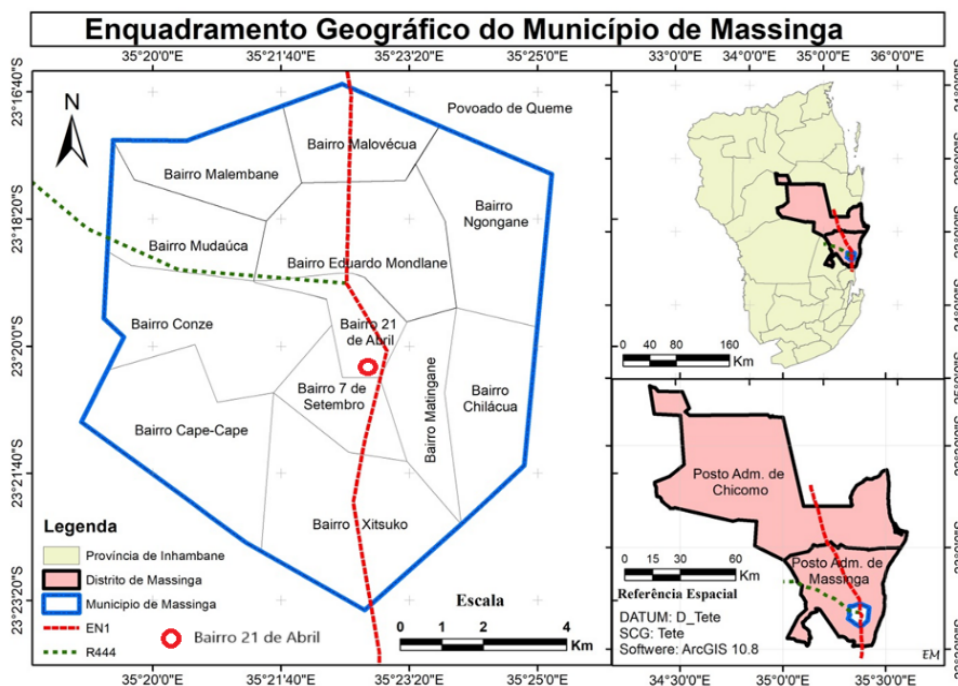 Enquadramento Geográfico do Município de Massinga
35°20'0"E 35°21'40"E 35°23'20"E 35°25'0"E
33°0'0"E 34°0'0"E 35°0'0"E 36°0'0"E
23°16'40"S
23°18'20"S
23°20'0"S
23°21'40"S
23°23'20"S
N
Povoado de Queme
Bairro Malovécua
Bairro Malembane
Bairro
Ngongane
Bairro Mudaúca
Bairro Eduardo Mondlane
Bairro Conze
Bairro 21
de Abril
Bairro 7 de
Setembro
Bairro Matingane
Bairro
Chilácua
Bairro Cape-Cape
Bairro Xitsuko
Legenda
Província de Inhambane
Distrito de Massinga
Municipio de Massinga
EN1
R444
Bairro 21 de Abril
Escala
0 1 2 4
Km
35°20'0"E 35°21'40"E 35°23'20"E 35°25'0"E
0 40 80 160
Km
Posto Adm. de
Chicomo
Posto Adm. de
Massinga
0 15 30 60
Km
Referência Espacial
DATUM: D_Tete
SCG: Tete
Softwere: ArcGIS 10.8
EM
34°30'E 35°0'0"E 35°30'E